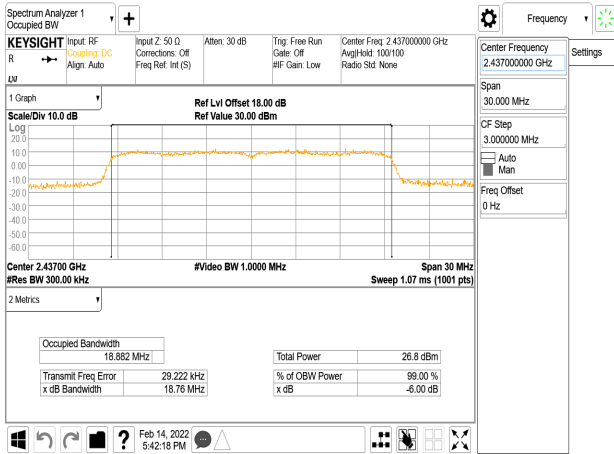 Spectrum Analyzer 1
Occupied BW
Frequency
KEYSIGHT
R
Input: RF
Coupling: DC
Align: Auto
Input Z: 50 Ω
Corrections: Off
Freq Ref: Int (S)
Atten: 30 dB
Trig: Free Run
Gate: Off
#IF Gain: Low
Center Freq: 2.437000000 GHz
Avg|Hold: 100/100
Radio Std: None
Center Frequency
2.437000000 GHz
Settings
Span
30.000 MHz
CF Step
3.000000 MHz
Auto
Man
Freq Offset
0 Hz
1 Graph
Scale/Div 10.0 dB
Ref Lvl Offset 18.00 dB
Ref Value 30.00 dBm
Log
20.0
10.0
0.00
-10.0
-20.0
-30.0
-40.0
-50.0
-60.0
Center 2.43700 GHz
#Video BW 1.0000 MHz
Span 30 MHz
#Res BW 300.00 kHz
Sweep 1.07 ms (1001 pts)
2 Metrics
Occupied Bandwidth
18.882 MHz
Total Power 26.8 dBm
Transmit Freq Error 29.222 kHz
% of OBW Power 99.00 %
x dB Bandwidth 18.76 MHz
x dB -6.00 dB
?
Feb 14, 2022
5:42:18 PM